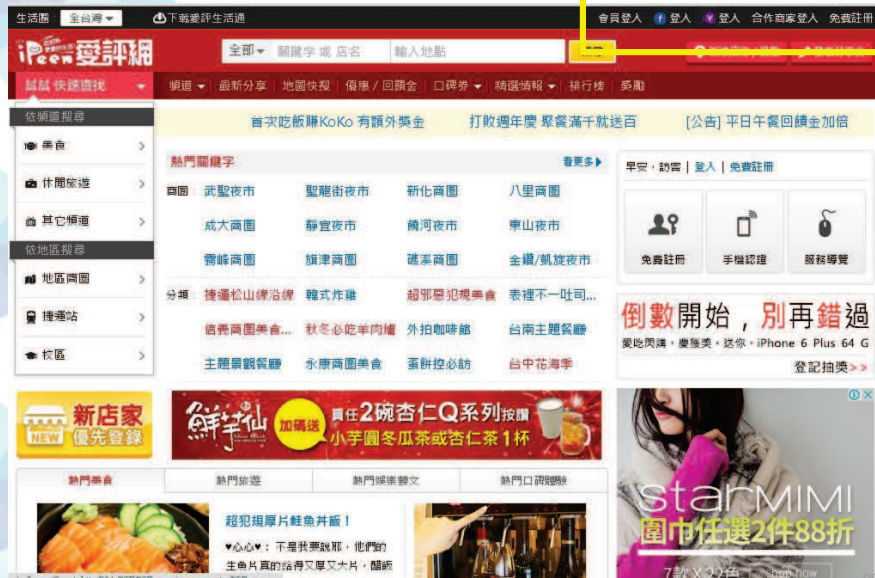 生活圈： 全台灣 下載愛評生活通 會員登入 登入 登入 合作商家登入 免費註冊
iPeen 愛評網 全部 關鍵字 或 店名 輸入地點
試試 快速查找 頻道 最新分享 地圖快搜 優惠 / 回饋金 口碑券 精選情報 排行榜 獎勵
首次吃飯賺KoKo 有額外獎金 打敗週年慶 聚餐滿千就送百 [公告] 平日午餐回饋金加倍
依頻道搜尋
美食
休閒旅遊
其它頻道
依地區搜尋
地區商圈
捷運站
校區
熱門關鍵字 看更多
商圈： 武聖夜市 聖龍街夜市 新化商圈 八里商圈
成大商圈 靜宜夜市 饒河夜市 東山夜市
霧峰商圈 旗津商圈 礁溪商圈 金鑽/凱旋夜市
分類： 捷運松山線沿線 韓式炸雞 超邪惡犯規美食 表裡不一吐司...
信義商圈美食... 秋冬必吃羊肉爐 外拍咖啡館 台南主題餐廳
主題景觀餐廳 永康商圈美食 蛋餅控必訪 台中花海季
早安，訪客 | 登入 | 免費註冊
免費註冊 手機認證 服務導覽
倒數開始，別再錯過
愛吃閃購，慶獲獎，送你，iPhone 6 Plus 64 G
登記抽獎>>
新店家
NEW 優先登錄
鮮芋仙 加碼送 買任2碗杏仁Q系列按讚
小芋圓冬瓜茶或杏仁茶1杯
熱門美食 熱門旅遊 熱門娛樂藝文 熱門口碑體驗
超犯規厚片鮭魚丼飯！
♥心心♥： 不是我要說耶，他們的
生魚片真的給得又厚又大片，醋飯
starMIMI
圍巾任選2件88折
7款 X 22色 shop now